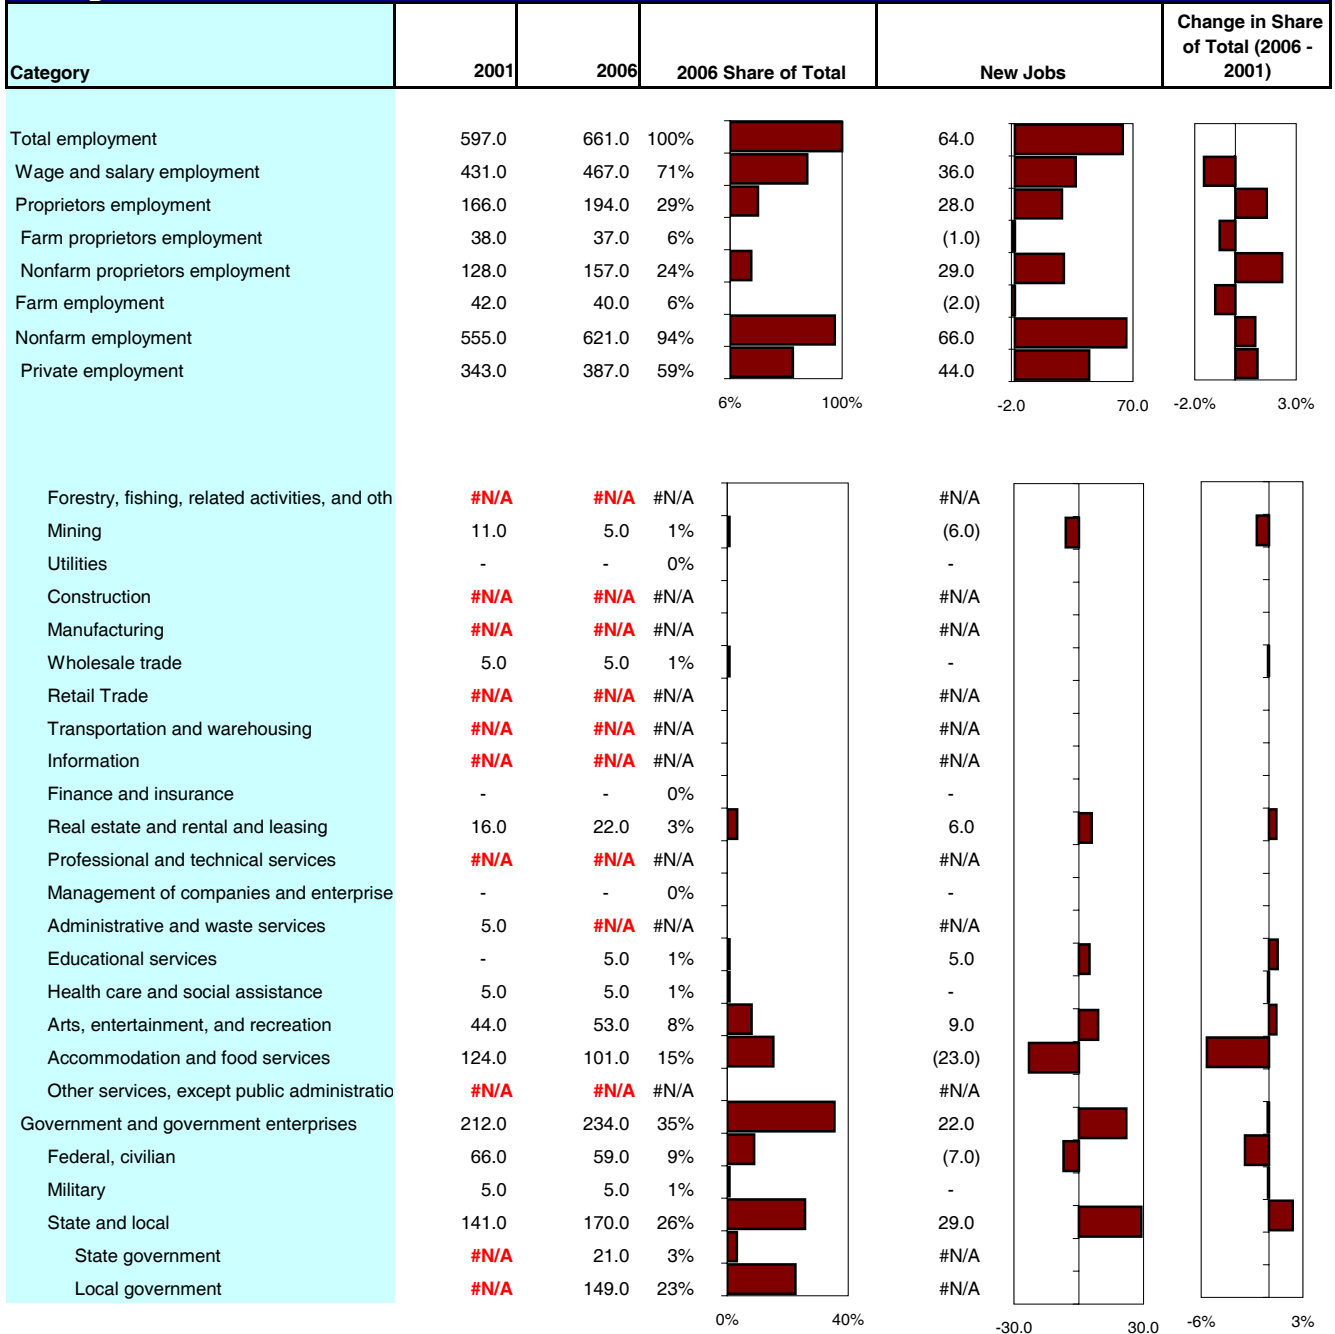 Category 2001 2006 2006 Share of Total New Jobs Change in Share of Total (2006 - 2001)
Total employment 597.0 661.0 100% 64.0
Wage and salary employment 431.0 467.0 71% 36.0
Proprietors employment 166.0 194.0 29% 28.0
Farm proprietors employment 38.0 37.0 6% (1.0)
Nonfarm proprietors employment 128.0 157.0 24% 29.0
Farm employment 42.0 40.0 6% (2.0)
Nonfarm employment 555.0 621.0 94% 66.0
Private employment 343.0 387.0 59% 44.0
6% 100% -2.0 70.0 -2.0% 3.0%
Forestry, fishing, related activities, and oth #N/A #N/A #N/A #N/A
Mining 11.0 5.0 1% (6.0)
Utilities - - 0% -
Construction #N/A #N/A #N/A #N/A
Manufacturing #N/A #N/A #N/A #N/A
Wholesale trade 5.0 5.0 1% -
Retail Trade #N/A #N/A #N/A #N/A
Transportation and warehousing #N/A #N/A #N/A #N/A
Information #N/A #N/A #N/A #N/A
Finance and insurance - - 0% -
Real estate and rental and leasing 16.0 22.0 3% 6.0
Professional and technical services #N/A #N/A #N/A #N/A
Management of companies and enterprise - - 0% -
Administrative and waste services 5.0 #N/A #N/A #N/A
Educational services - 5.0 1% 5.0
Health care and social assistance 5.0 5.0 1% -
Arts, entertainment, and recreation 44.0 53.0 8% 9.0
Accommodation and food services 124.0 101.0 15% (23.0)
Other services, except public administratio #N/A #N/A #N/A #N/A
Government and government enterprises 212.0 234.0 35% 22.0
Federal, civilian 66.0 59.0 9% (7.0)
Military 5.0 5.0 1% -
State and local 141.0 170.0 26% 29.0
State government #N/A 21.0 3% #N/A
Local government #N/A 149.0 23% #N/A
0% 40% -30.0 30.0 -6% 3%